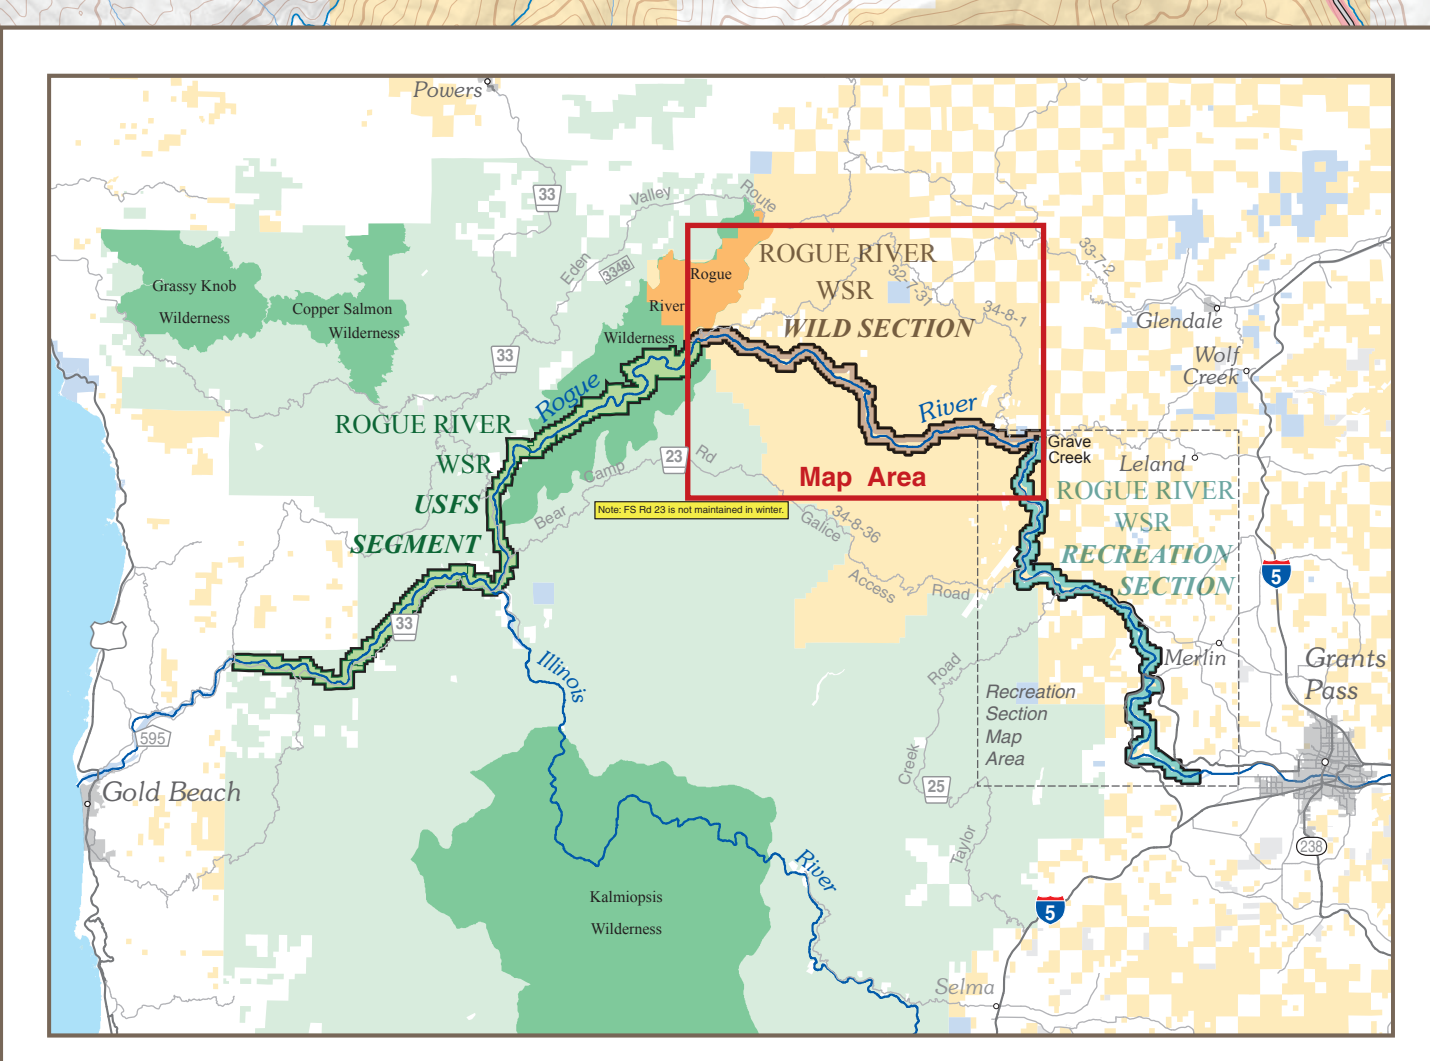 Powers
33
Valley
Route
Eden
3348
33-7-2
ROGUE RIVER
WSR
WILD SECTION
32-7-31
34-8-1
Rogue
River
Wilderness
Grassy Knob
Wilderness
Copper Salmon
Wilderness
Glendale
Wolf
Creek
33
Rogue
River
ROGUE RIVER
WSR
USFS
SEGMENT
Grave
Creek
Leland
23
Rd
Camp
Bear
Map Area
Note: FS Rd 23 is not maintained in winter.
Galice
34-8-36
Access
Road
ROGUE RIVER
WSR
RECREATION
SECTION
5
33
Illinois
Merlin
Grants
Pass
Road
Creek
Taylor
25
Recreation
Section
Map
Area
595
Gold Beach
238
River
Kalmiopsis
Wilderness
5
Selma